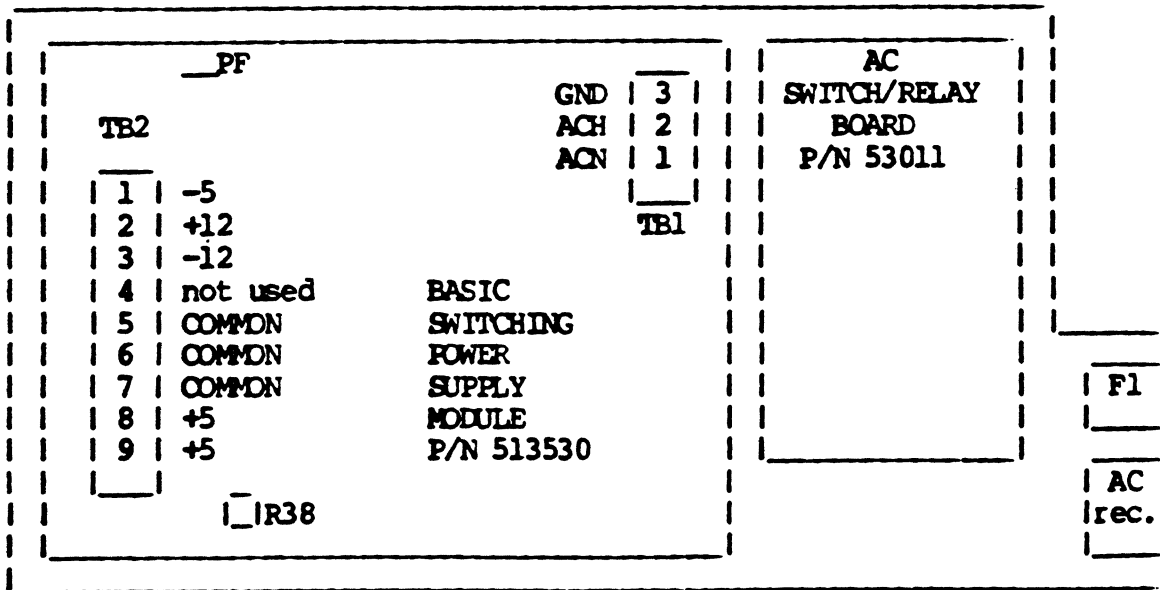 PF
TB2
1 -5
2 +12
3 -12
4 not used
5 COMMON
6 COMMON
7 COMMON
8 +5
9 +5
R38
GND 3
ACH 2
ACN 1
TB1
BASIC
SWITCHING
POWER
SUPPLY
MODULE
P/N 513530
AC
SWITCH/RELAY
BOARD
P/N 53011
F1
AC
rec.